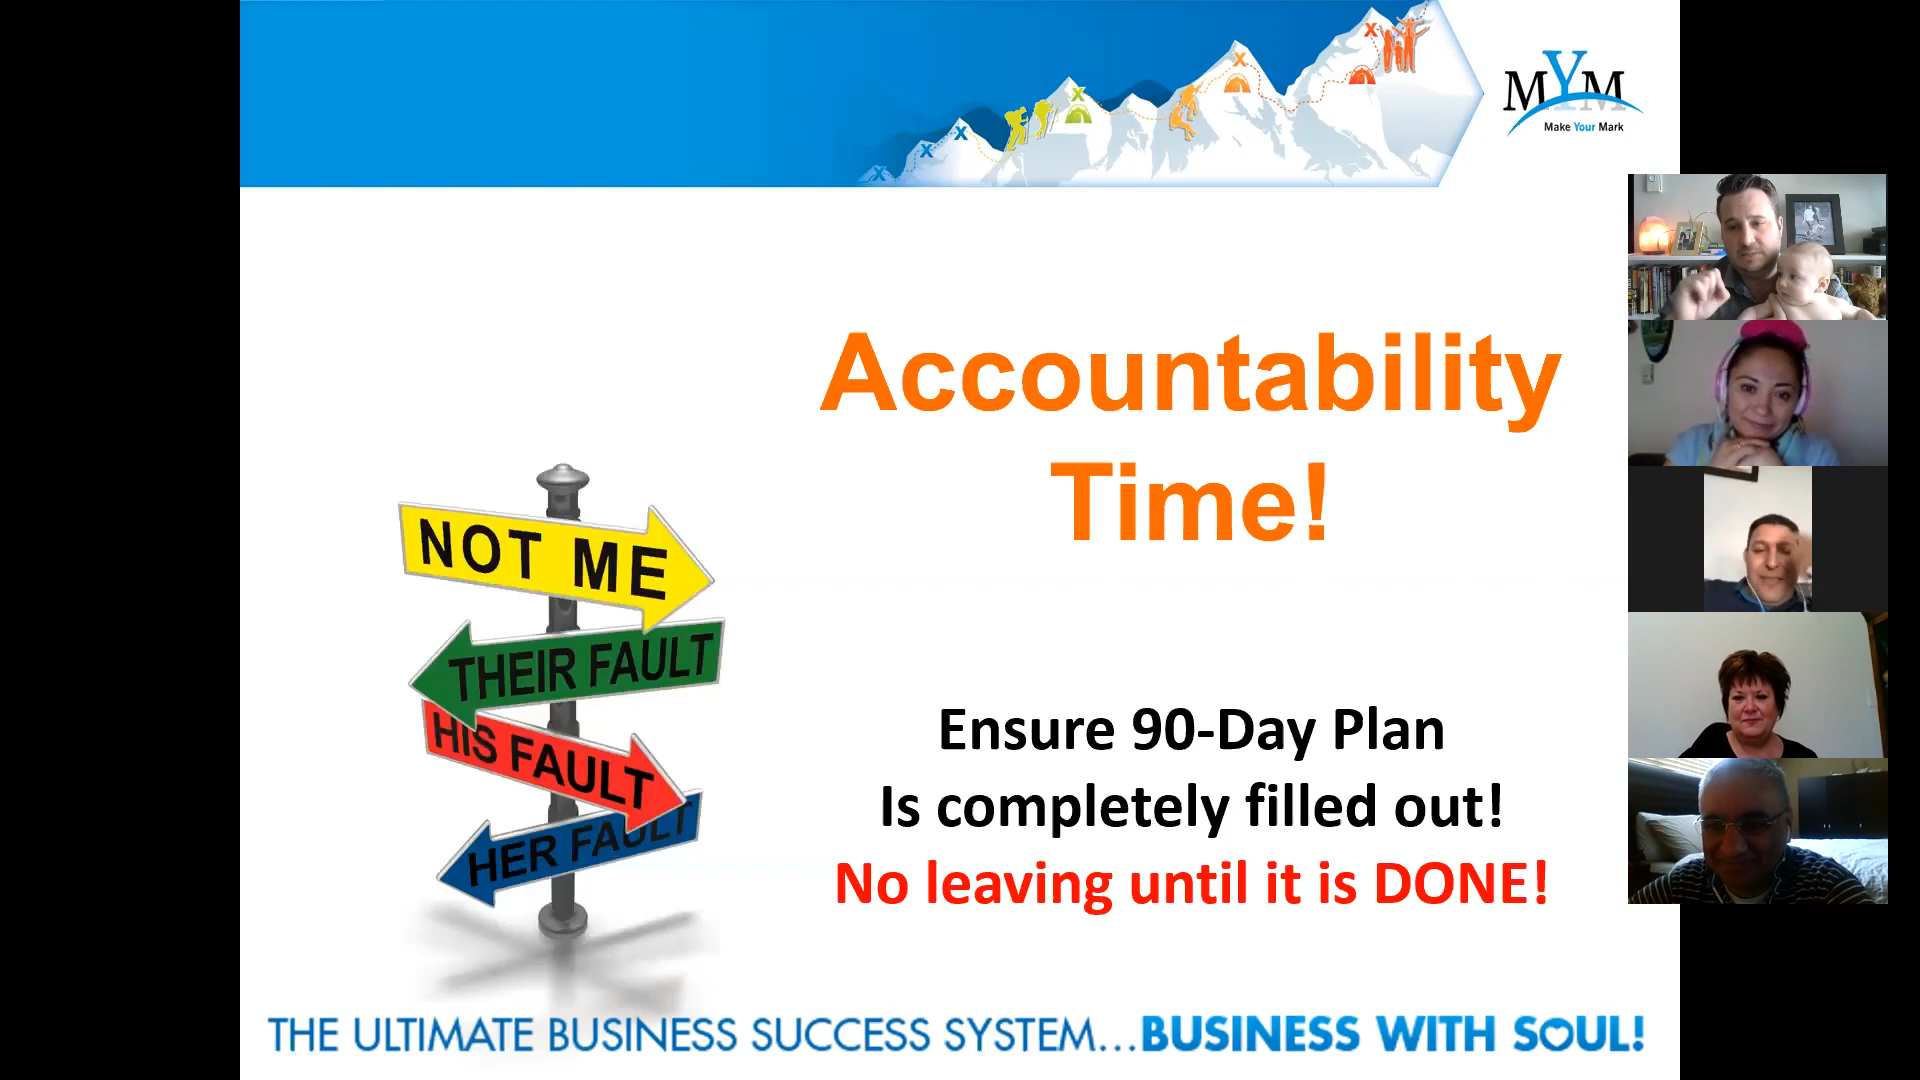 MYM
Make Your Mark
Accountability
Time!
NOT ME
THEIR FAULT
HIS FAULT
HER FAULT
Ensure 90-Day Plan
Is completely filled out!
No leaving until it is DONE!
THE ULTIMATE BUSINESS SUCCESS SYSTEM...BUSINESS WITH SOUL!